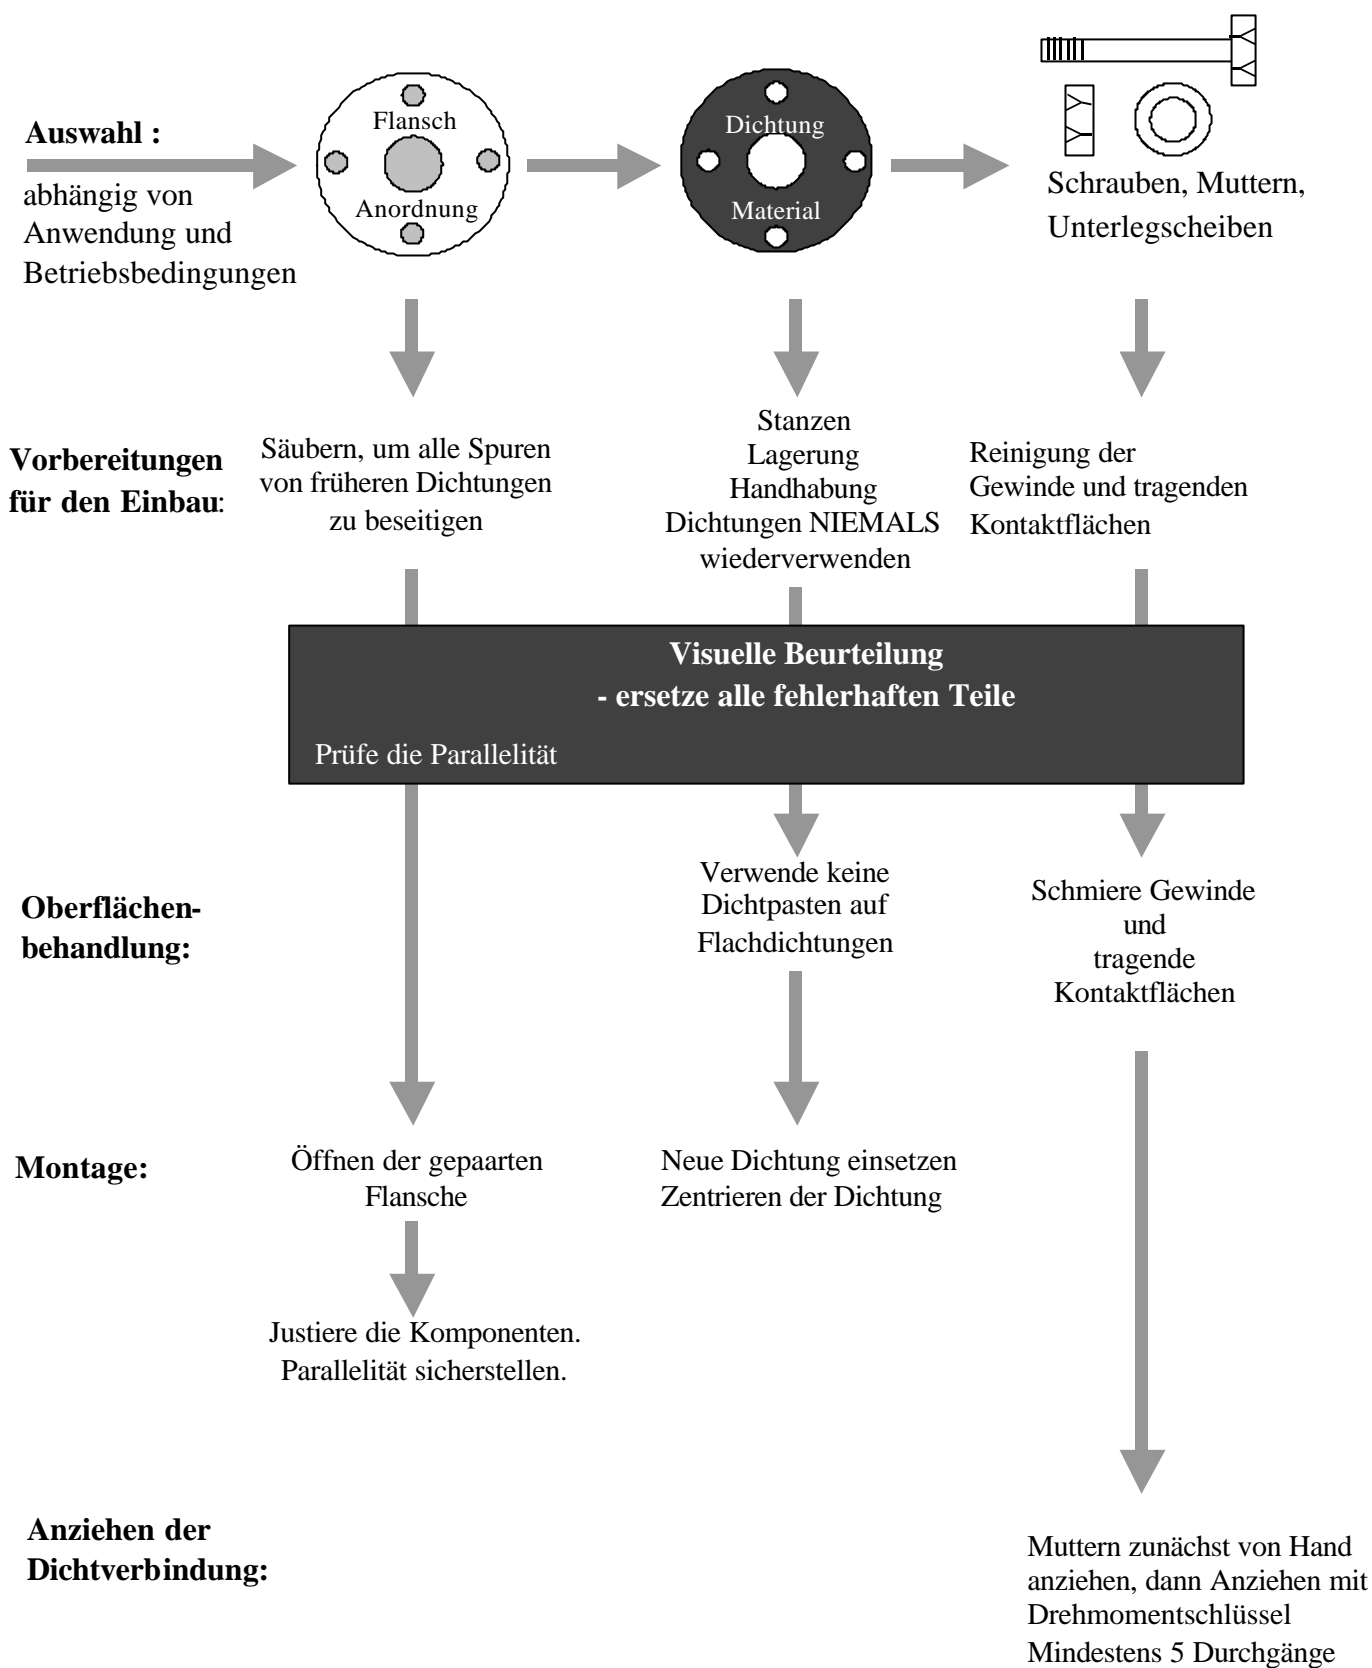 Auswahl :
abhängig von
Anwendung und
Betriebsbedingungen
Flansch
Anordnung
Dichtung
Material
Schrauben, Muttern,
Unterlegscheiben
Vorbereitungen
für den Einbau:
Säubern, um alle Spuren
von früheren Dichtungen
zu beseitigen
Stanzen
Lagerung
Handhabung
Dichtungen NIEMALS
wiederverwenden
Reinigung der
Gewinde und tragenden
Kontaktflächen
Visuelle Beurteilung
- ersetze alle fehlerhaften Teile
Prüfe die Parallelität
Oberflächen-
behandlung:
Verwende keine
Dichtpasten auf
Flachdichtungen
Schmiere Gewinde
und
tragende
Kontaktflächen
Montage:
Öffnen der gepaarten
Flansche
Neue Dichtung einsetzen
Zentrieren der Dichtung
Justiere die Komponenten.
Parallelität sicherstellen.
Anziehen der
Dichtverbindung:
Muttern zunächst von Hand
anziehen, dann Anziehen mit
Drehmomentschlüssel
Mindestens 5 Durchgänge